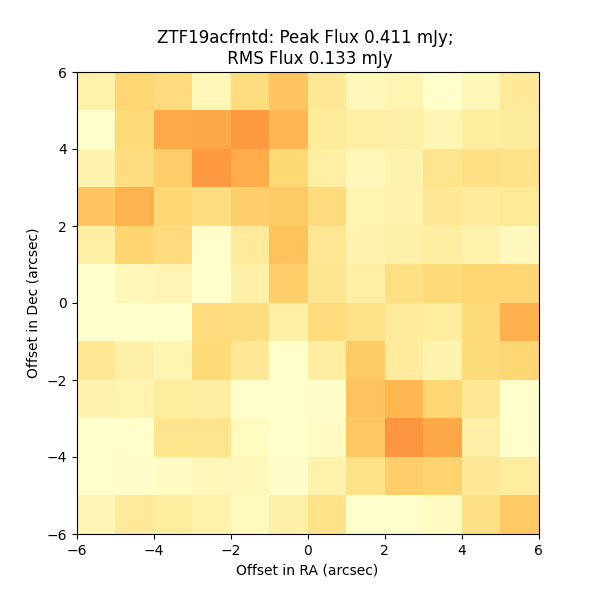 ZTF19acfrntd: Peak Flux 0.411 mJy;
RMS Flux 0.133 mJy
6
4
2
0
−2
−4
−6
Offset in Dec (arcsec)
−6 −4 −2 0 2 4 6
Offset in RA (arcsec)